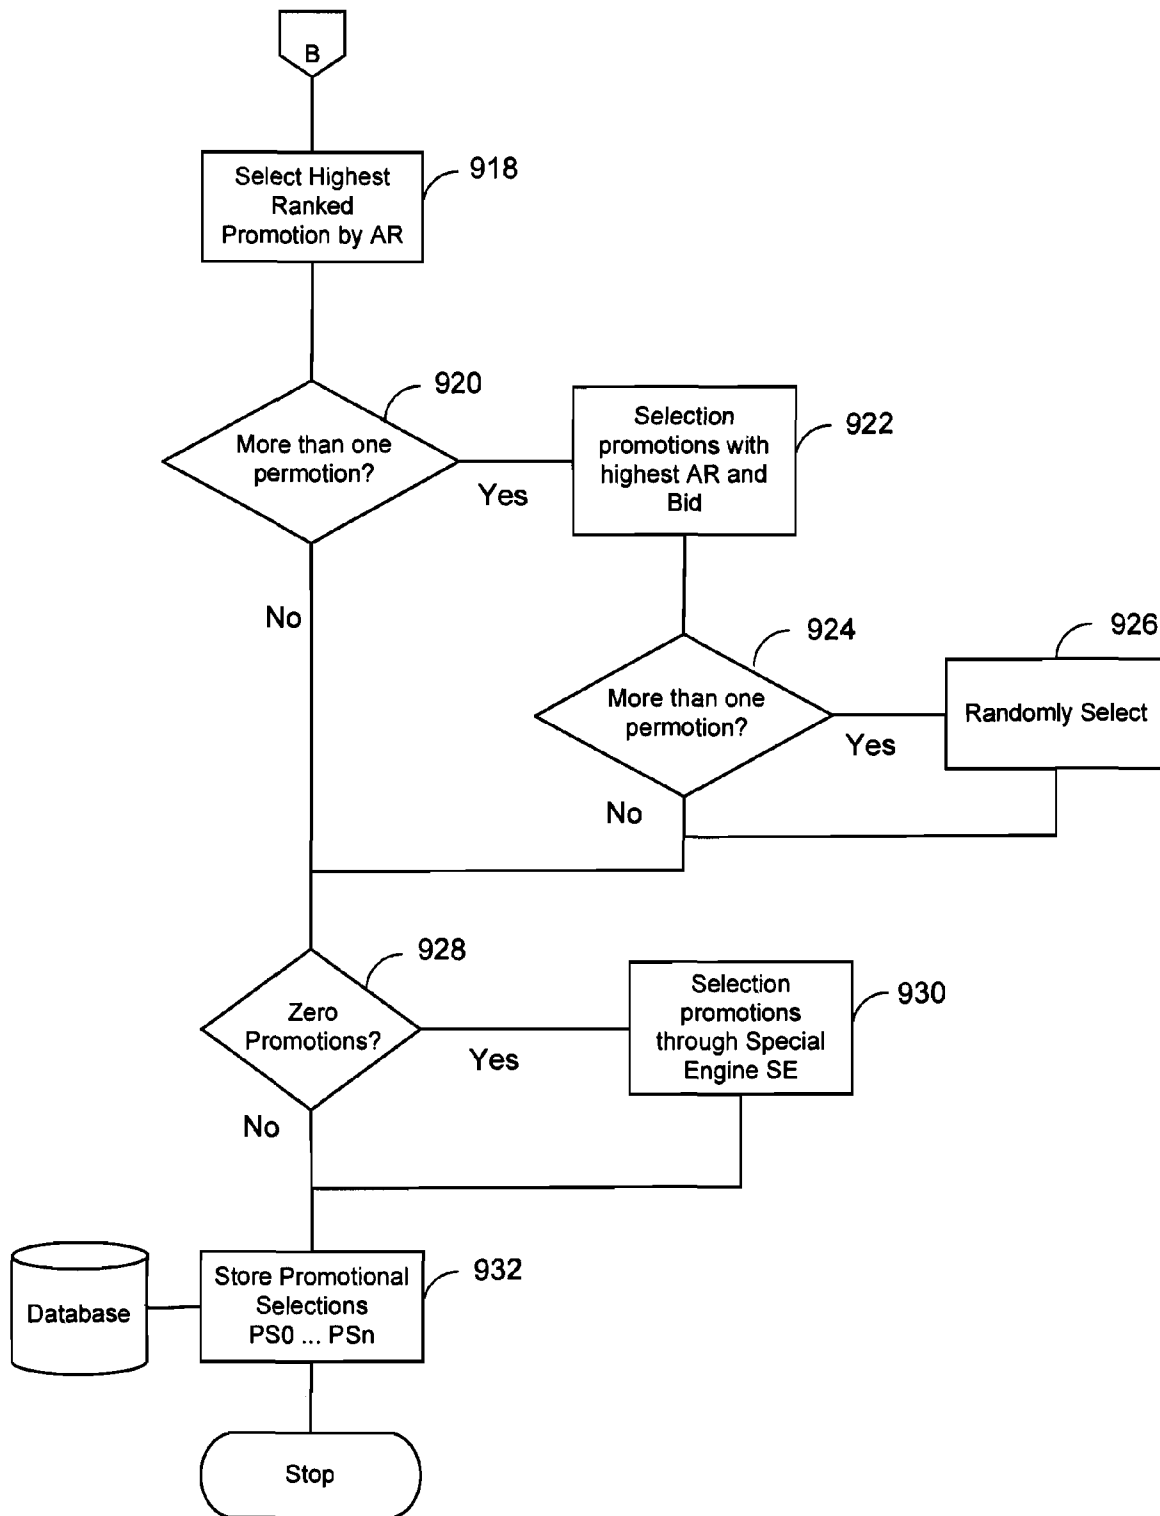 B
Select Highest
Ranked
Promotion by AR
918
920
More than one
permotion?
Yes
No
Selection
promotions with
highest AR and
Bid
922
924
More than one
permotion?
Yes
No
926
Randomly Select
928
Zero
Promotions?
Yes
No
Selection
promotions
through Special
Engine SE
930
Database
Store Promotional
Selections
PS0 ... PSn
932
Stop